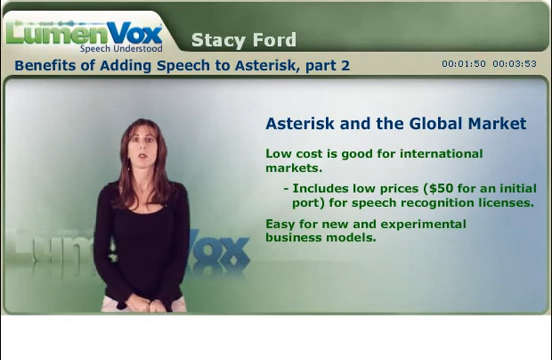 LumenVox
Speech Understood
Stacy Ford
Benefits of Adding Speech to Asterisk, part 2
00:01:50 00:03:53
Asterisk and the Global Market
Low cost is good for international
markets.
- Includes low prices ($50 for an initial
port) for speech recognition licenses.
Easy for new and experimental
business models.
LumenVox